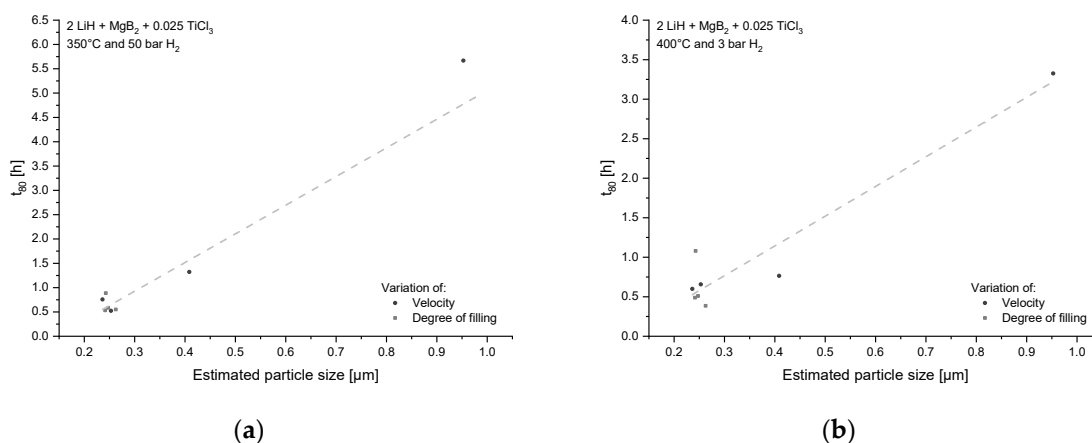 2 LiH + MgB2 + 0.025 TiCl3
350°C and 50 bar H2
6.5
6.0
5.5
5.0
4.5
4.0
3.5
3.0
2.5
2.0
1.5
1.0
0.5
0.0
t80 [h]
0.2 0.3 0.4 0.5 0.6 0.7 0.8 0.9 1.0
Estimated particle size [µm]
Variation of:
Velocity
Degree of filling
(a)
2 LiH + MgB2 + 0.025 TiCl3
400°C and 3 bar H2
4.0
3.5
3.0
2.5
2.0
1.5
1.0
0.5
0.0
t80 [h]
0.2 0.3 0.4 0.5 0.6 0.7 0.8 0.9 1.0
Estimated particle size [µm]
Variation of:
Velocity
Degree of filling
(b)